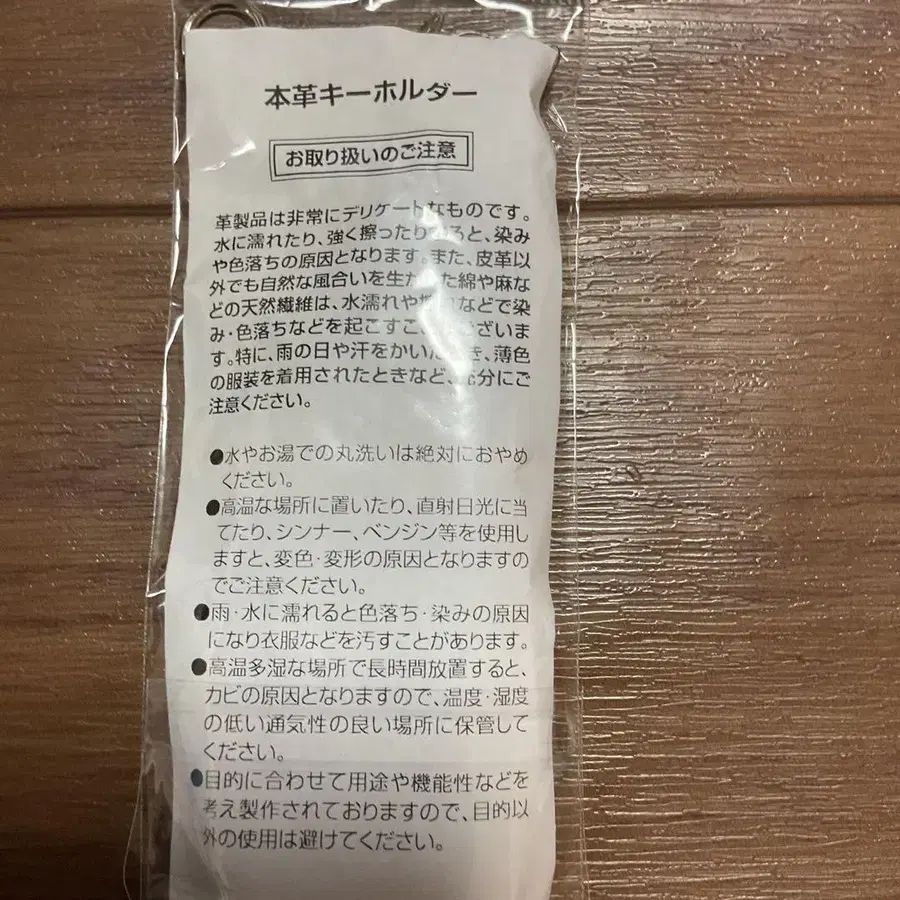 本革キーホルダー
お取り扱いのご注意
革製品は非常にデリケートなものです。
水に濡れたり、強く擦ったりすると、染み
や色落ちの原因となります。また、皮革以
外でも自然な風合いを生かした綿や麻な
どの天然繊維は、水濡れや擦れなどで染
み・色落ちなどを起こすことがございま
す。特に、雨の日や汗をかいたとき、薄色
の服装を着用されたときなど、充分にご
注意ください。
●水やお湯での丸洗いは絶対におやめ
ください。
●高温な場所に置いたり、直射日光に当
てたり、シンナー、ベンジン等を使用し
ますと、変色・変形の原因となりますの
でご注意ください。
●雨・水に濡れると色落ち・染みの原因
になり衣服などを汚すことがあります。
●高温多湿な場所で長時間放置すると、
カビの原因となりますので、温度・湿度
の低い通気性の良い場所に保管して
ください。
●目的に合わせて用途や機能性などを
考え製作されておりますので、目的以
外の使用は避けてください。